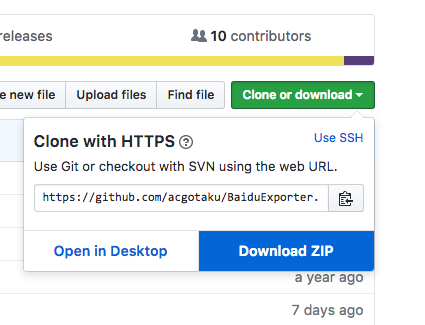 releases
10 contributors
e new file
Upload files
Find file
Clone or download
Clone with HTTPS
Use SSH
Use Git or checkout with SVN using the web URL.
https://github.com/acgotaku/BaiduExporter.
Open in Desktop
Download ZIP
a year ago
7 days ago